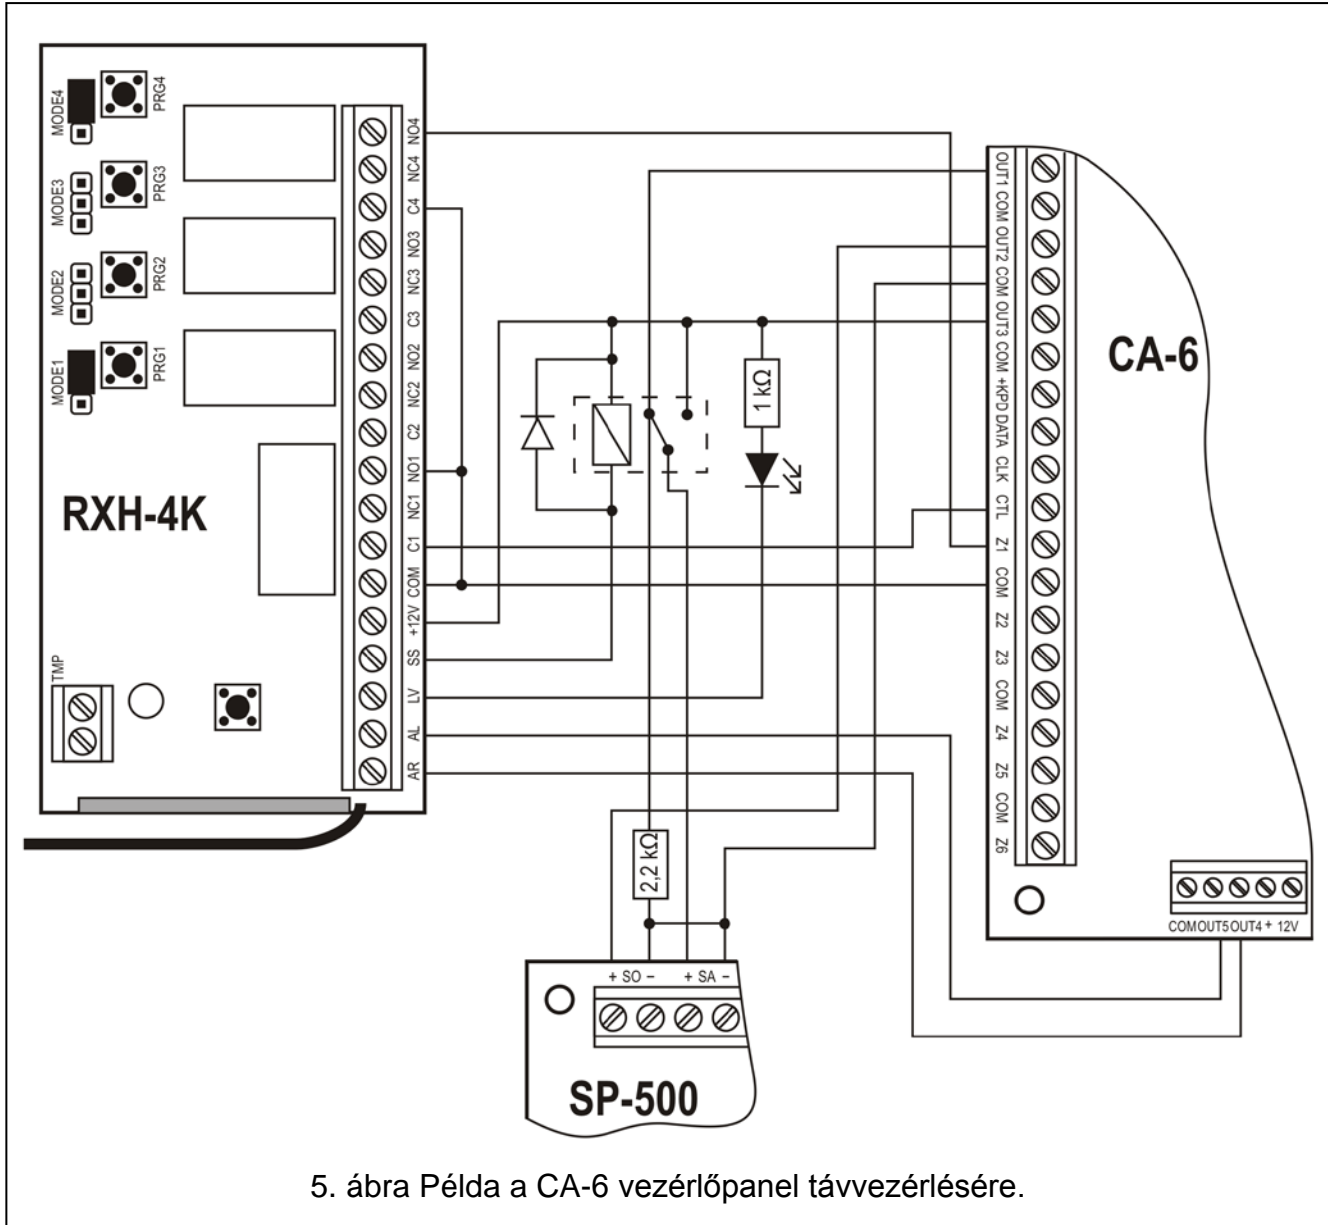 MODE4
PRG4
MODE3
PRG3
MODE2
PRG2
MODE1
PRG1
RXH-4K
TMP
NO4
NC4
C4
NO3
NC3
C3
NO2
NC2
C2
NO1
NC1
C1
COM
+12V
SS
LV
AL
AR
1 kΩ
2,2 kΩ
OUT1
COM
OUT2
COM
OUT3
COM
+KPD
DATA
CLK
CTL
Z1
COM
Z2
Z3
COM
Z4
Z5
COM
Z6
CA-6
COM OUT5 OUT4 + 12V
+ SO − + SA −
SP-500
5. ábra Példa a CA-6 vezérlőpanel távvezérlésére.